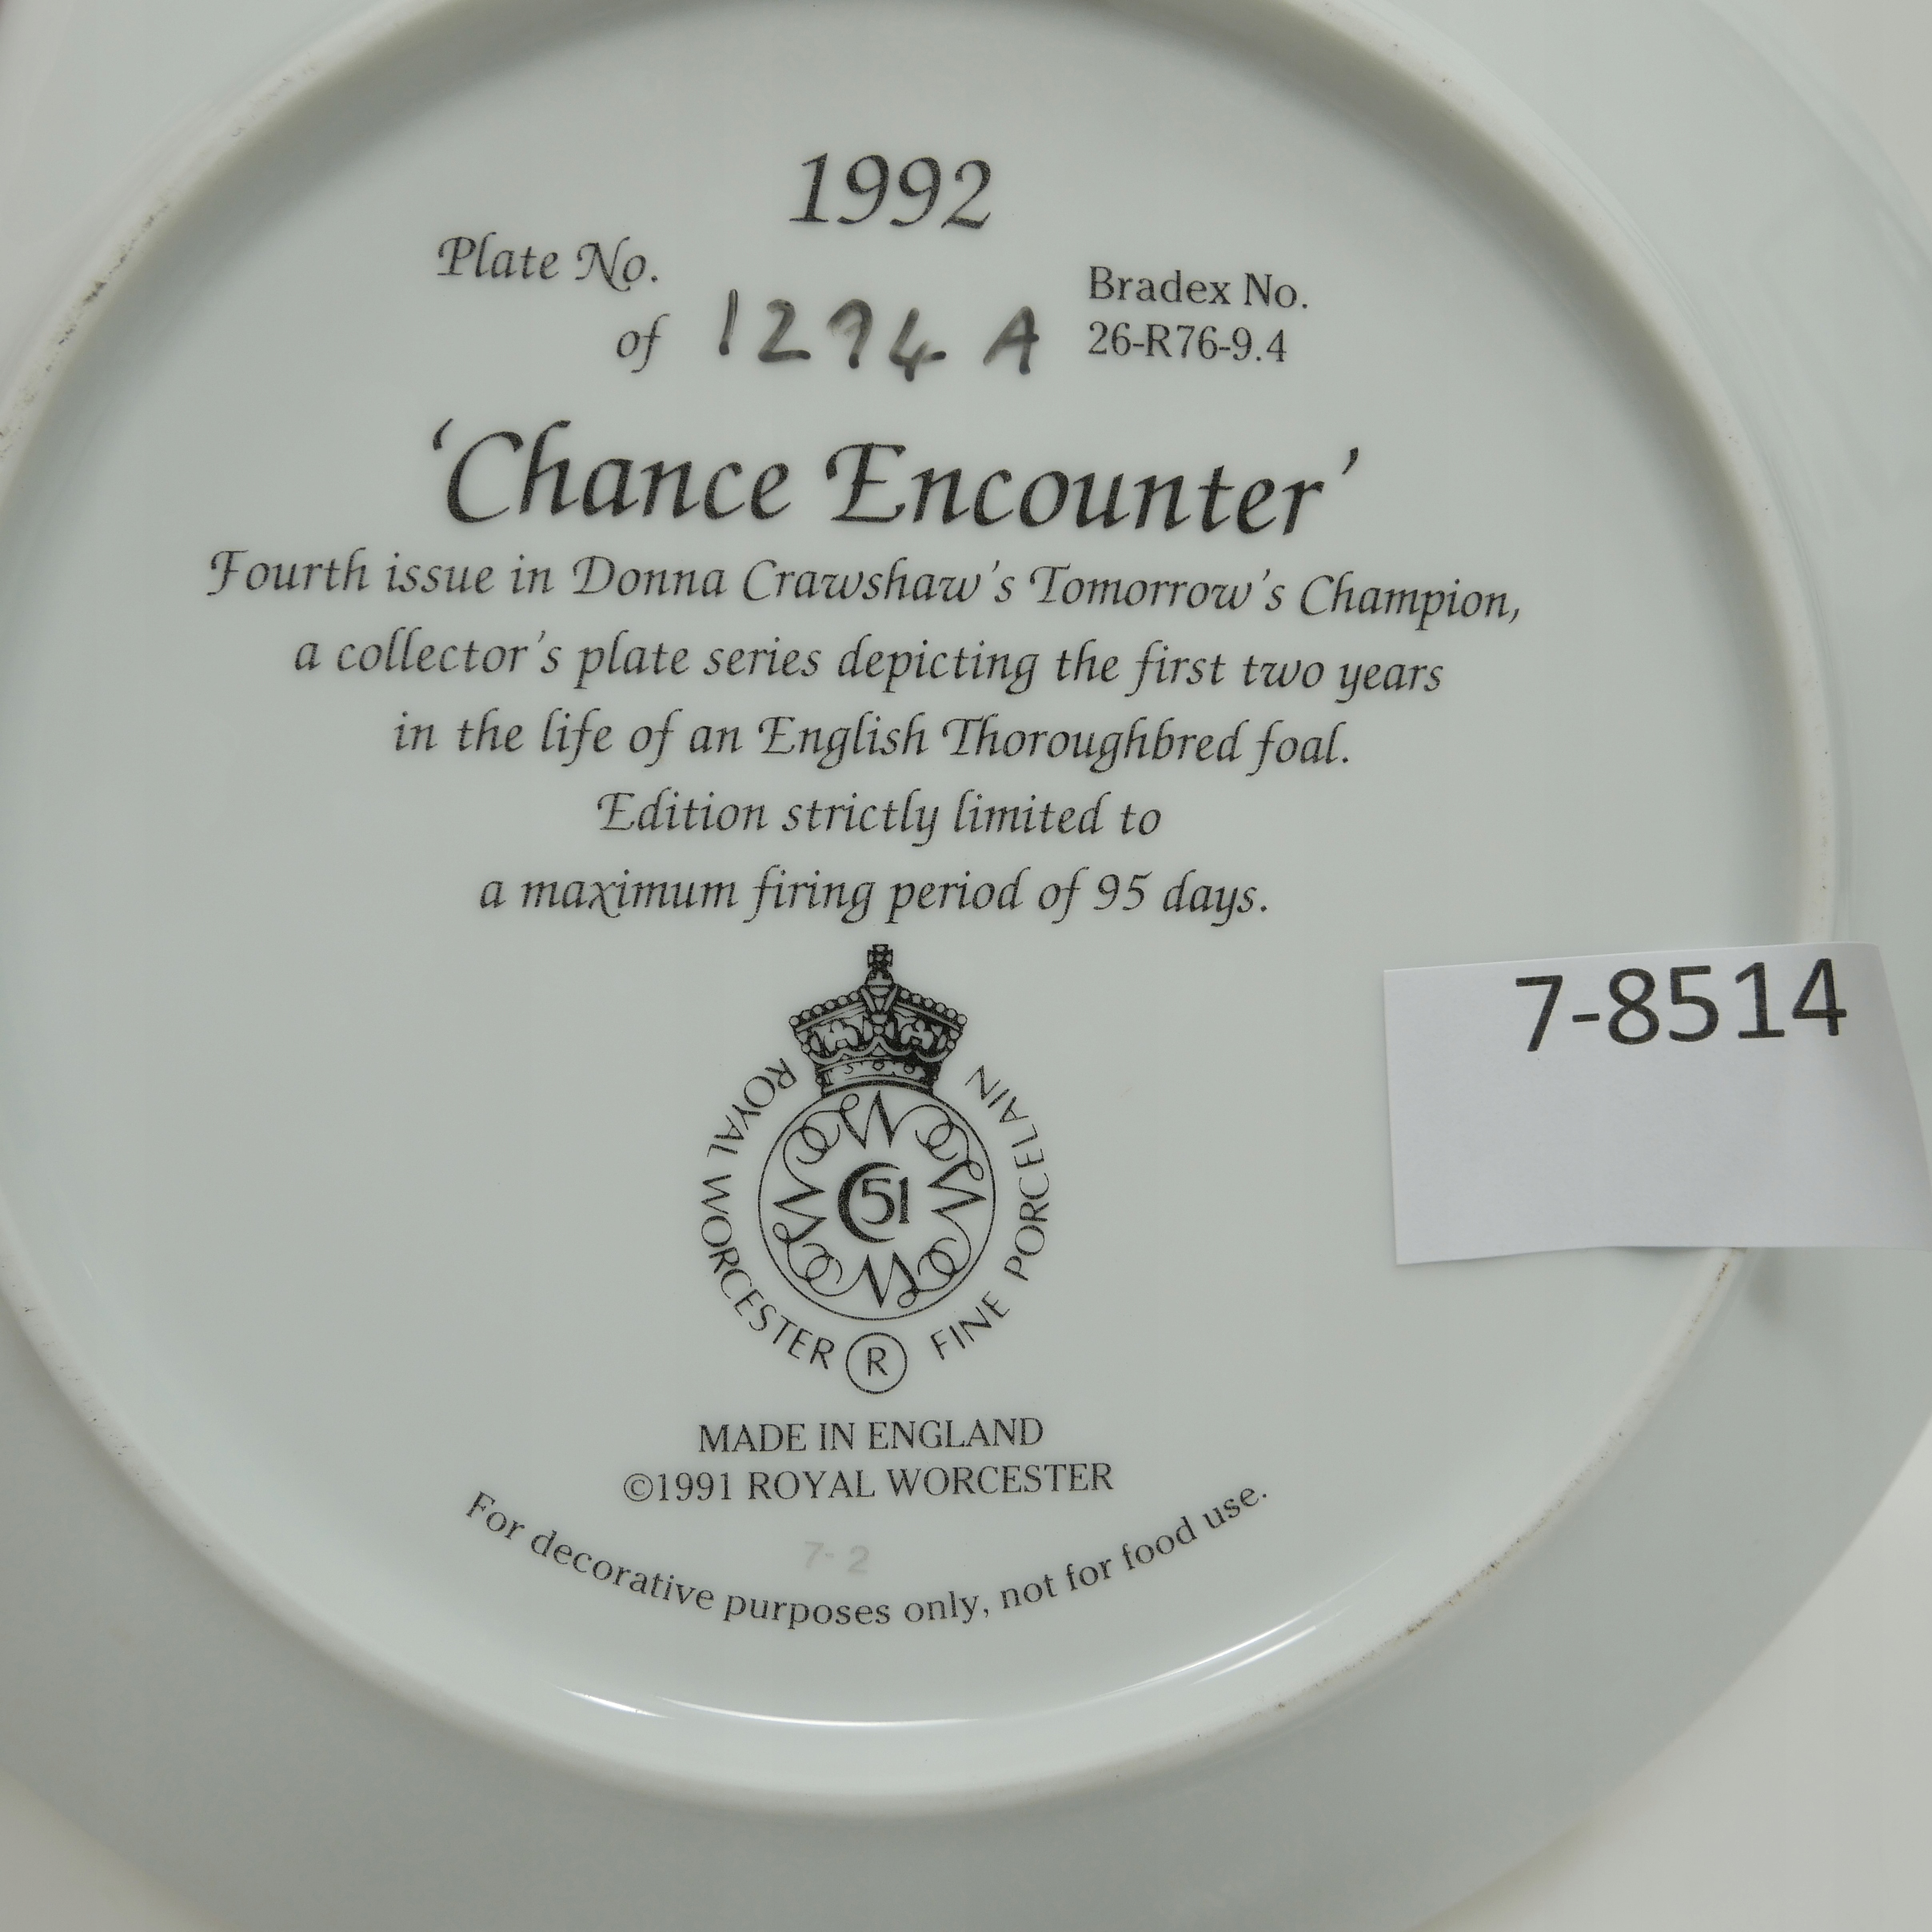 1992
Plate No.
of 1294 A
Bradex No.
26-R76-9.4
‘Chance Encounter’
Fourth issue in Donna Crawshaw's Tomorrow's Champion,
a collector's plate series depicting the first two years
in the life of an English Thoroughbred foal.
Edition strictly limited to
a maximum firing period of 95 days.
7-8514
51
ROYAL WORCESTER ® FINE PORCELAIN
MADE IN ENGLAND
©1991 ROYAL WORCESTER
7-2
For decorative purposes only, not for food use.